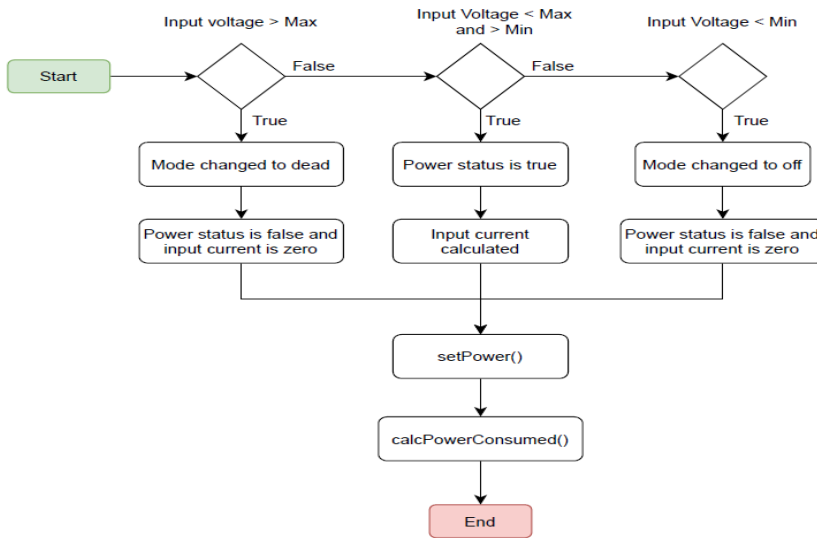 Input voltage > Max
Input Voltage < Max
and > Min
Input Voltage < Min
Start
False
False
True
True
True
Mode changed to dead
Power status is true
Mode changed to off
Power status is false and
input current is zero
Input current
calculated
Power status is false and
input current is zero
setPower()
calcPowerConsumed()
End